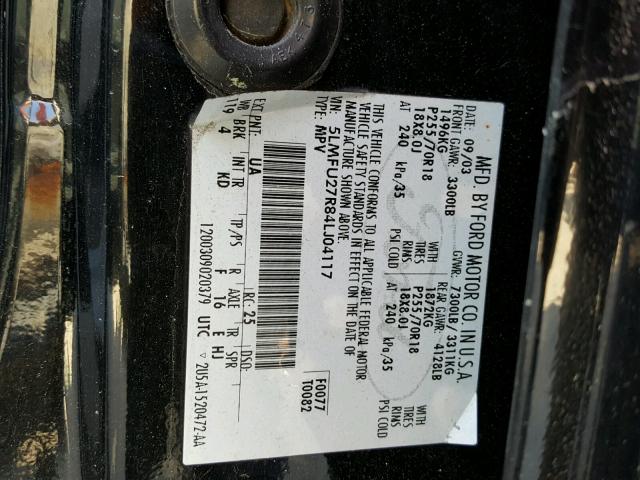 MFD. BY FORD MOTOR CO. IN U.S.A.
DATE: 09/03 GVWR: 7300LB/ 3311KG
FRONT GAWR: 3300LB REAR GAWR: 4128LB
1496KG WITH 1872KG WITH
P255/70R18 TIRES P255/70R18 TIRES
18X8.0J RIMS 18X8.0J RIMS
AT 240 kPa/35 PSI COLD AT 240 kPa/35 PSI COLD
THIS VEHICLE CONFORMS TO ALL APPLICABLE FEDERAL MOTOR
VEHICLE SAFETY STANDARDS IN EFFECT ON THE DATE OF
MANUFACTURE SHOWN ABOVE.
VIN: 5LMFU27R84LJ04117 F0077
TYPE: MPV T0082
EXT PNT: UA RC: 25 DSO:
WB BRK INT TR TP/PS R AXLE TR SPR
119 4 KD F 16 E HJ
1200309020379 UTC ▽ 2U5A-1520472-AA